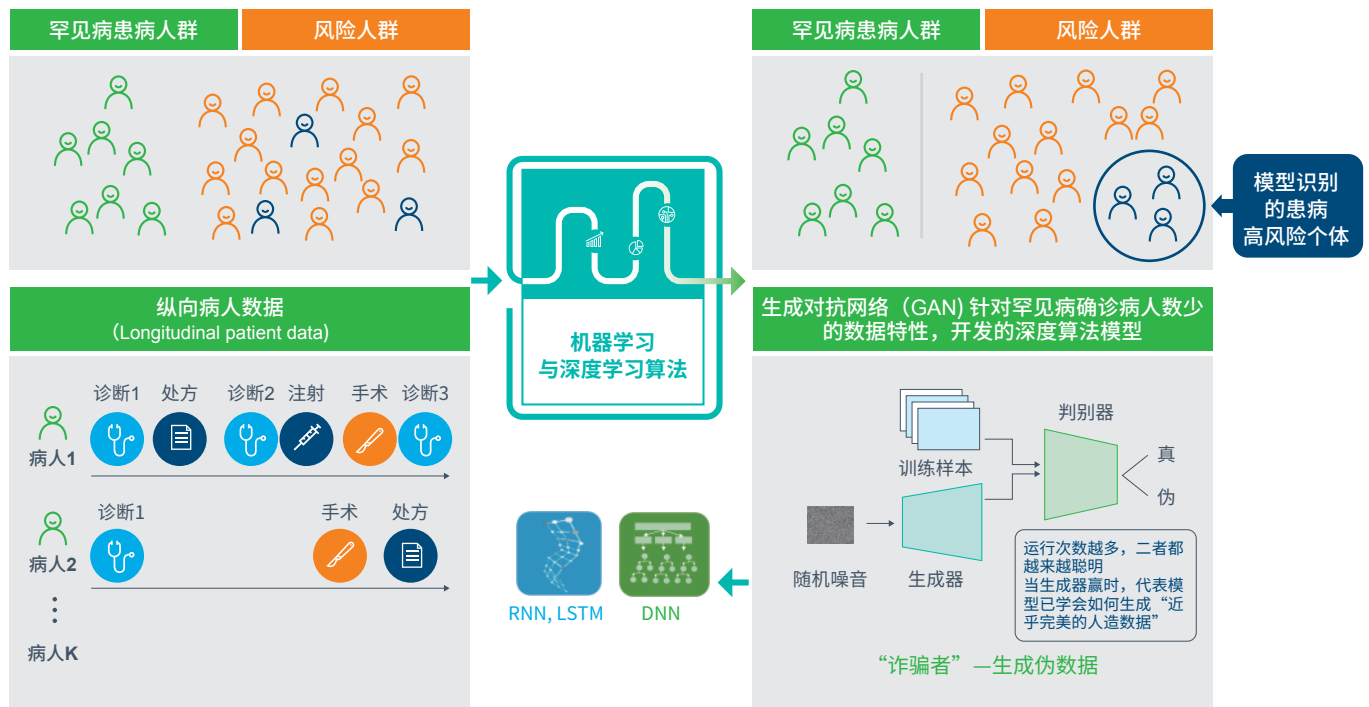 罕见病患病人群
风险人群
纵向病人数据
（Longitudinal patient data)
诊断1
处方
诊断2
注射
手术
诊断3
病人1
诊断1
手术
处方
病人2
病人K
机器学习
与深度学习算法
RNN, LSTM
DNN
罕见病患病人群
风险人群
模型识别
的患病
高风险个体
生成对抗网络（GAN) 针对罕见病确诊病人数少
的数据特性，开发的深度算法模型
训练样本
判别器
真
伪
随机噪音
生成器
运行次数越多，二者都
越来越聪明
当生成器赢时，代表模
型已学会如何生成“近
乎完美的人造数据”
“诈骗者”—生成伪数据